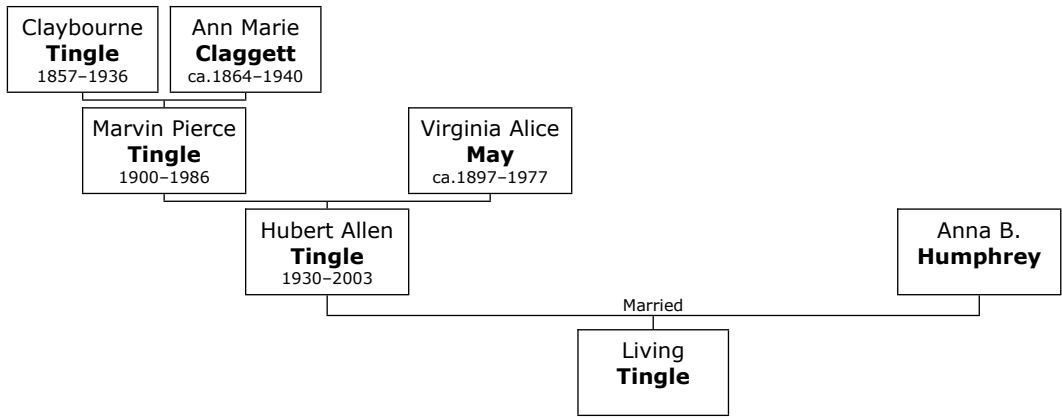 Claybourne
Tingle
1857–1936
Ann Marie
Claggett
ca.1864–1940
Marvin Pierce
Tingle
1900–1986
Virginia Alice
May
ca.1897–1977
Hubert Allen
Tingle
1930–2003
Anna B.
Humphrey
Married
Living
Tingle